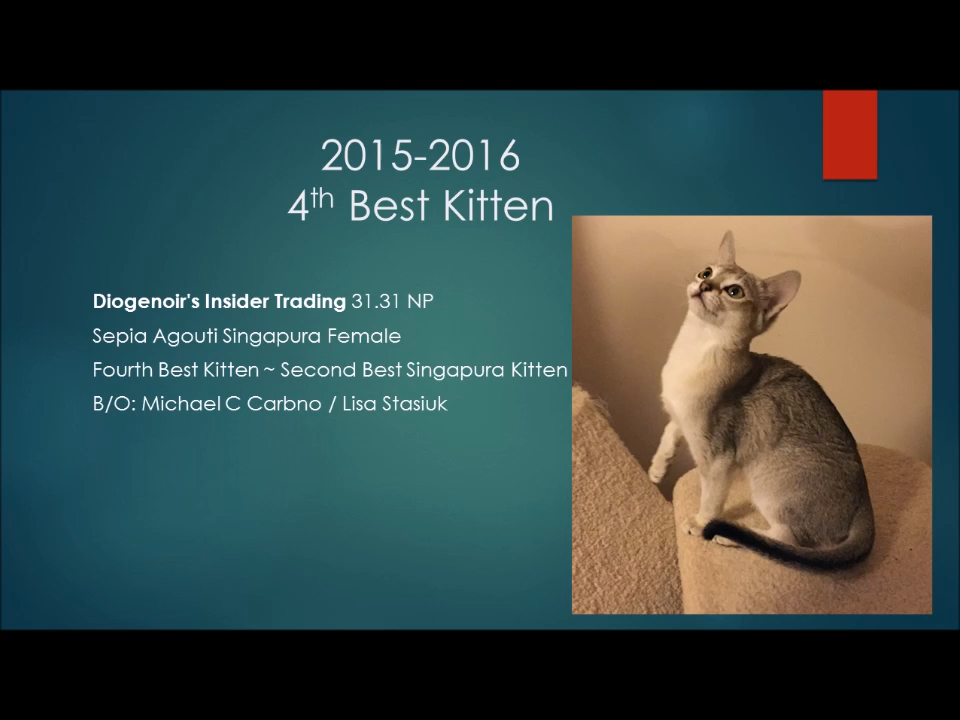 2015-2016
4th Best Kitten
Diogenoir's Insider Trading 31.31 NP
Sepia Agouti Singapura Female
Fourth Best Kitten ~ Second Best Singapura Kitten
B/O: Michael C Carbno / Lisa Stasiuk